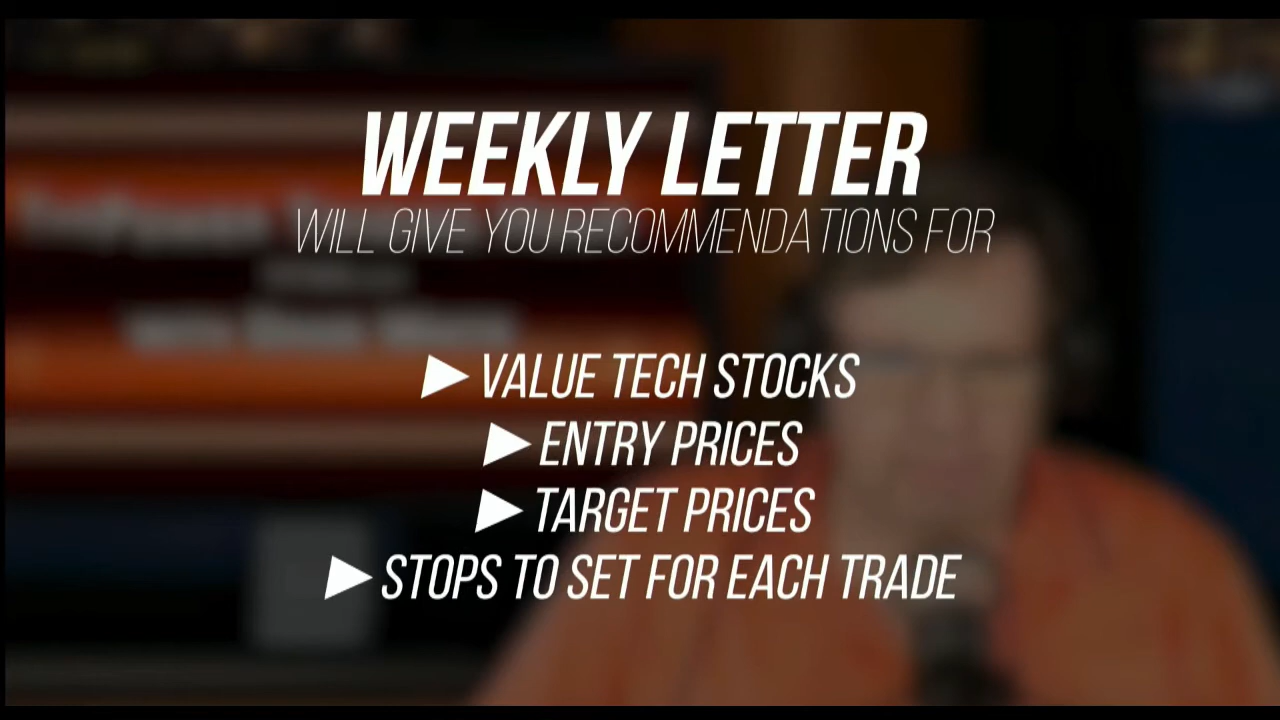 WEEKLY LETTER
WILL GIVE YOU RECOMMENDATIONS FOR
▶ VALUE TECH STOCKS
▶ ENTRY PRICES
▶ TARGET PRICES
▶ STOPS TO SET FOR EACH TRADE